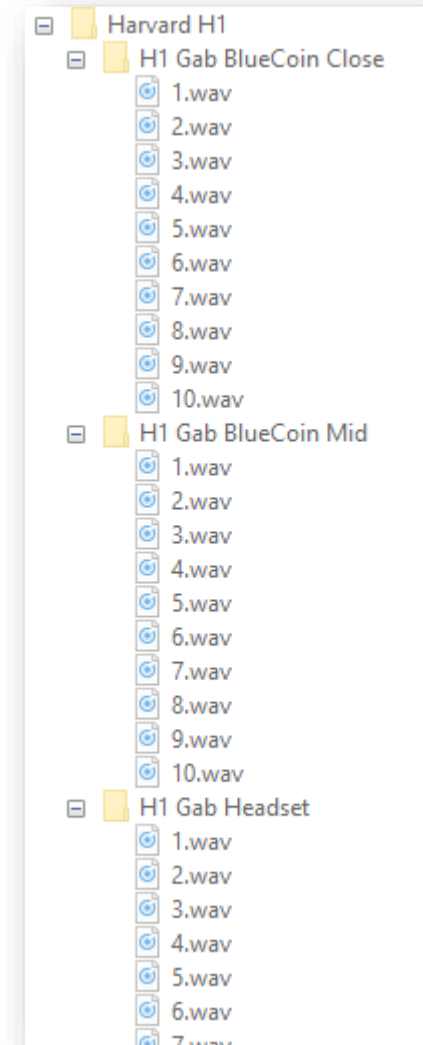 Harvard H1
H1 Gab BlueCoin Close
1.wav
2.wav
3.wav
4.wav
5.wav
6.wav
7.wav
8.wav
9.wav
10.wav
H1 Gab BlueCoin Mid
1.wav
2.wav
3.wav
4.wav
5.wav
6.wav
7.wav
8.wav
9.wav
10.wav
H1 Gab Headset
1.wav
2.wav
3.wav
4.wav
5.wav
6.wav
7.wav